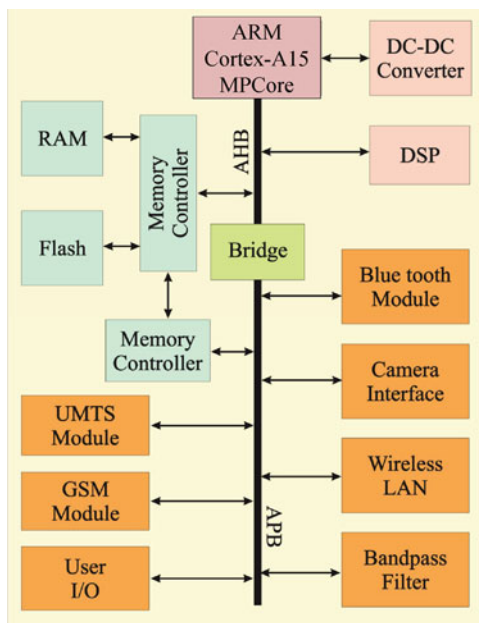 ARM
Cortex-A15
MPCore
DC-DC
Converter
RAM
Memory
Controller
AHB
DSP
Flash
Bridge
Blue tooth
Module
Memory
Controller
Camera
Interface
UMTS
Module
Wireless
LAN
GSM
Module
APB
User
I/O
Bandpass
Filter